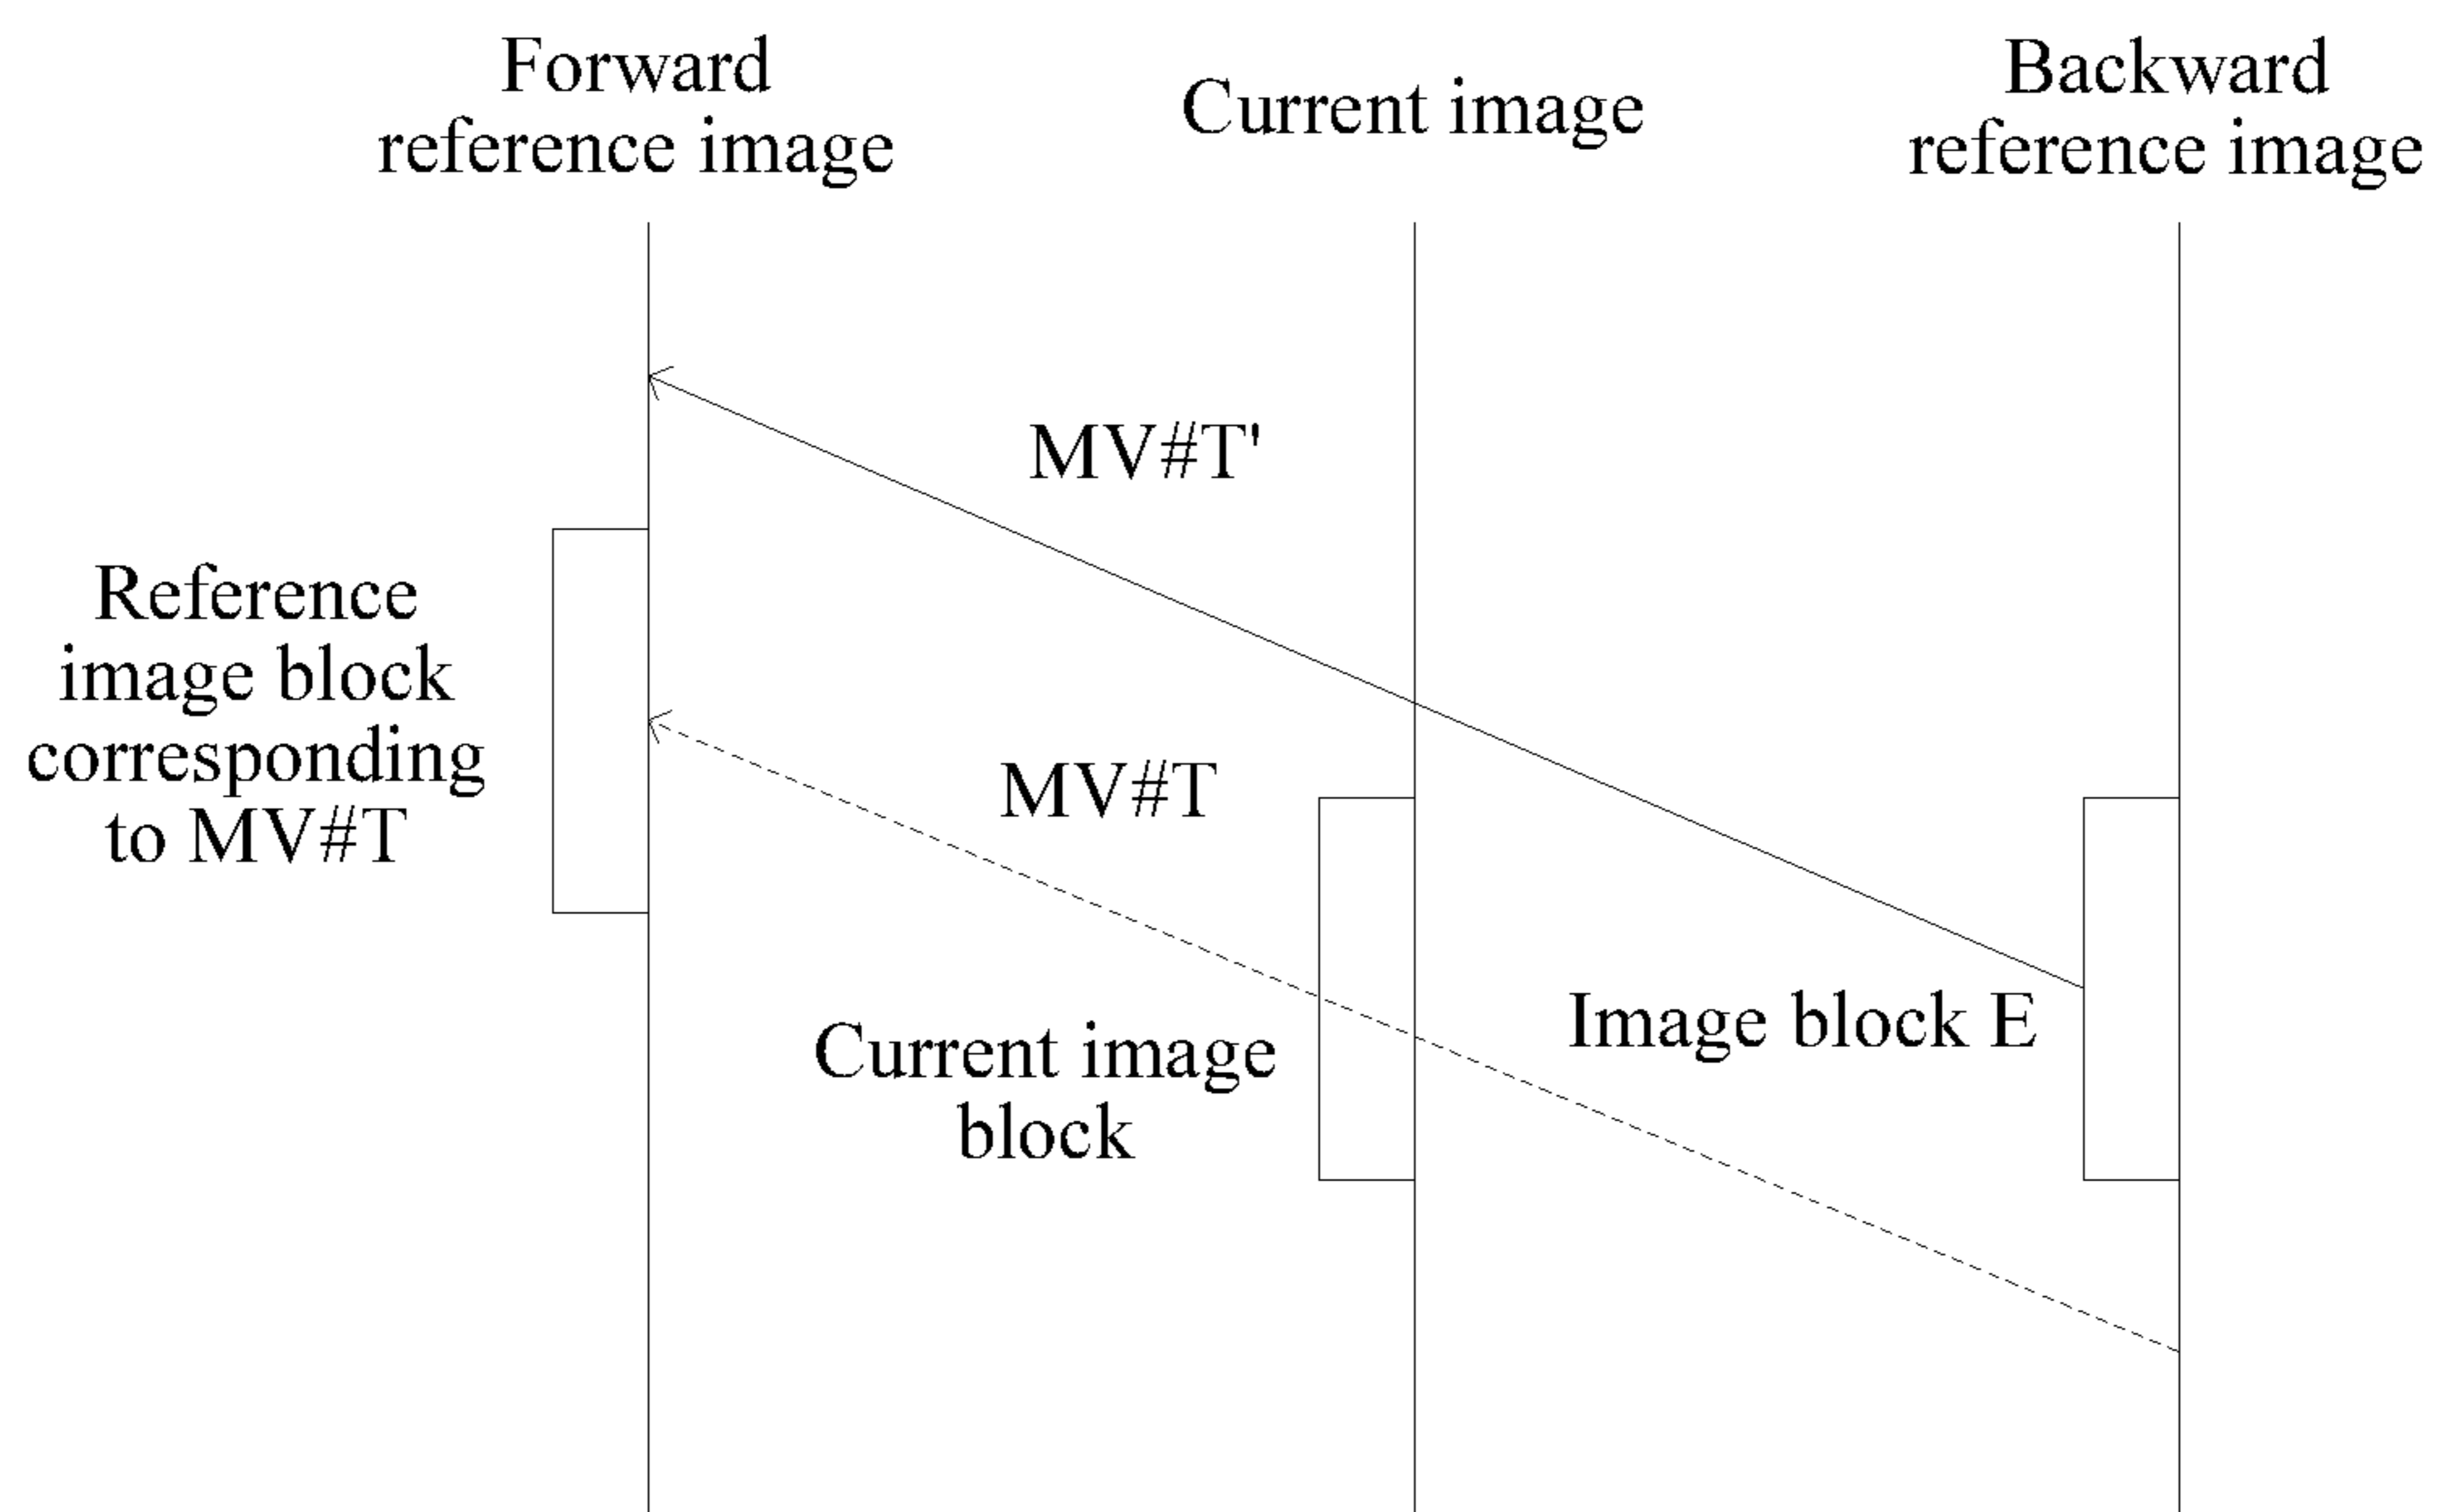 Forward
reference image
Current image
Backward
reference image
MV#T'
Reference
image block
corresponding
to MV#T
MV#T
Current image
block
Image block E